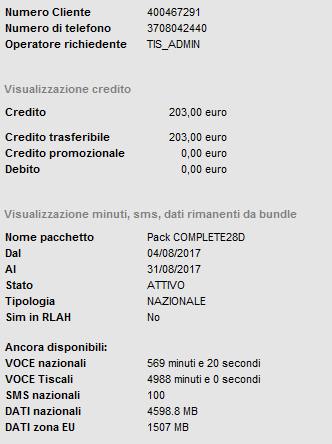 Numero Cliente 400467291
Numero di telefono 3708042440
Operatore richiedente TIS_ADMIN
Visualizzazione credito
Credito 203,00 euro
Credito trasferibile 203,00 euro
Credito promozionale 0,00 euro
Debito 0,00 euro
Visualizzazione minuti, sms, dati rimanenti da bundle
Nome pacchetto Pack COMPLETE28D
Dal 04/08/2017
Al 31/08/2017
Stato ATTIVO
Tipologia NAZIONALE
Sim in RLAH No
Ancora disponibili:
VOCE nazionali 569 minuti e 20 secondi
VOCE Tiscali 4988 minuti e 0 secondi
SMS nazionali 100
DATI nazionali 4598.8 MB
DATI zona EU 1507 MB